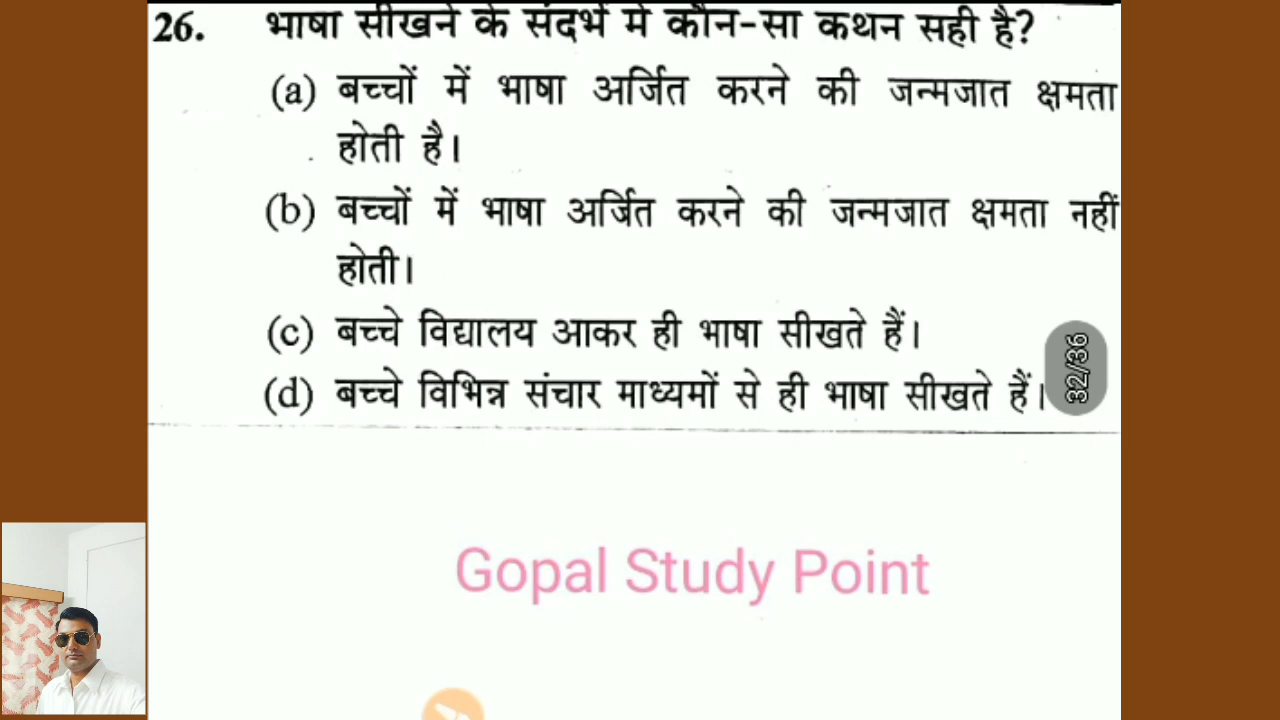 26. भाषा सीखने के संदर्भ में कौन-सा कथन सही है?
(a) बच्चों में भाषा अर्जित करने की जन्मजात क्षमता
होती है।
(b) बच्चों में भाषा अर्जित करने की जन्मजात क्षमता नहीं
होती।
(c) बच्चे विद्यालय आकर ही भाषा सीखते हैं।
(d) बच्चे विभिन्न संचार माध्यमों से ही भाषा सीखते हैं।
32/36
Gopal Study Point